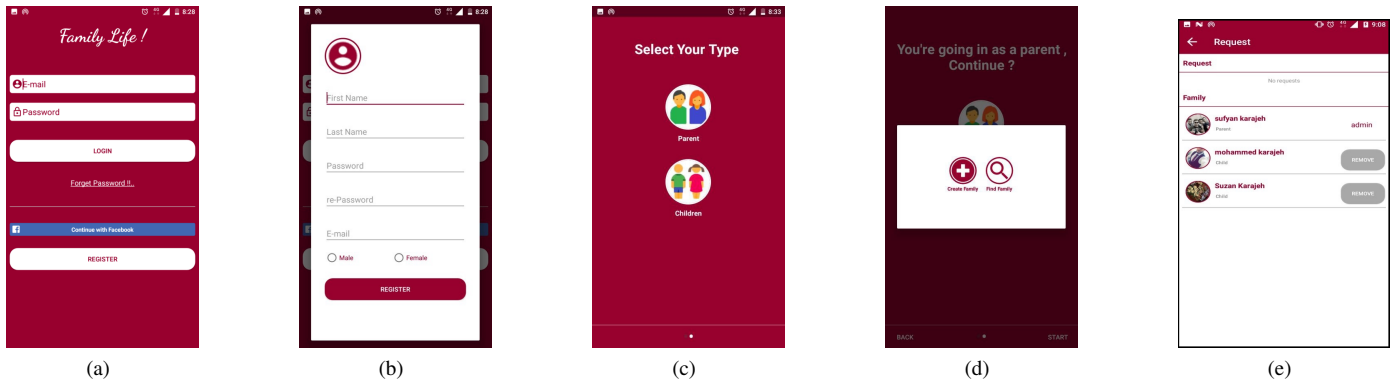 8:28
Family Life !
E-mail
Password
LOGIN
Forget Password !!..
Continue with Facebook
REGISTER
(a)
8:28
First Name
Last Name
Password
re-Password
E-mail
Male Female
REGISTER
(b)
8:33
Select Your Type
Parent
Children
(c)
You're going in as a parent ,
Continue ?
Create Family Find Family
BACK START
(d)
9:08
Request
Request
No requests
Family
sufyan karajeh
Parent
admin
mohammed karajeh
Child
REMOVE
Suzan Karajeh
Child
REMOVE
(e)